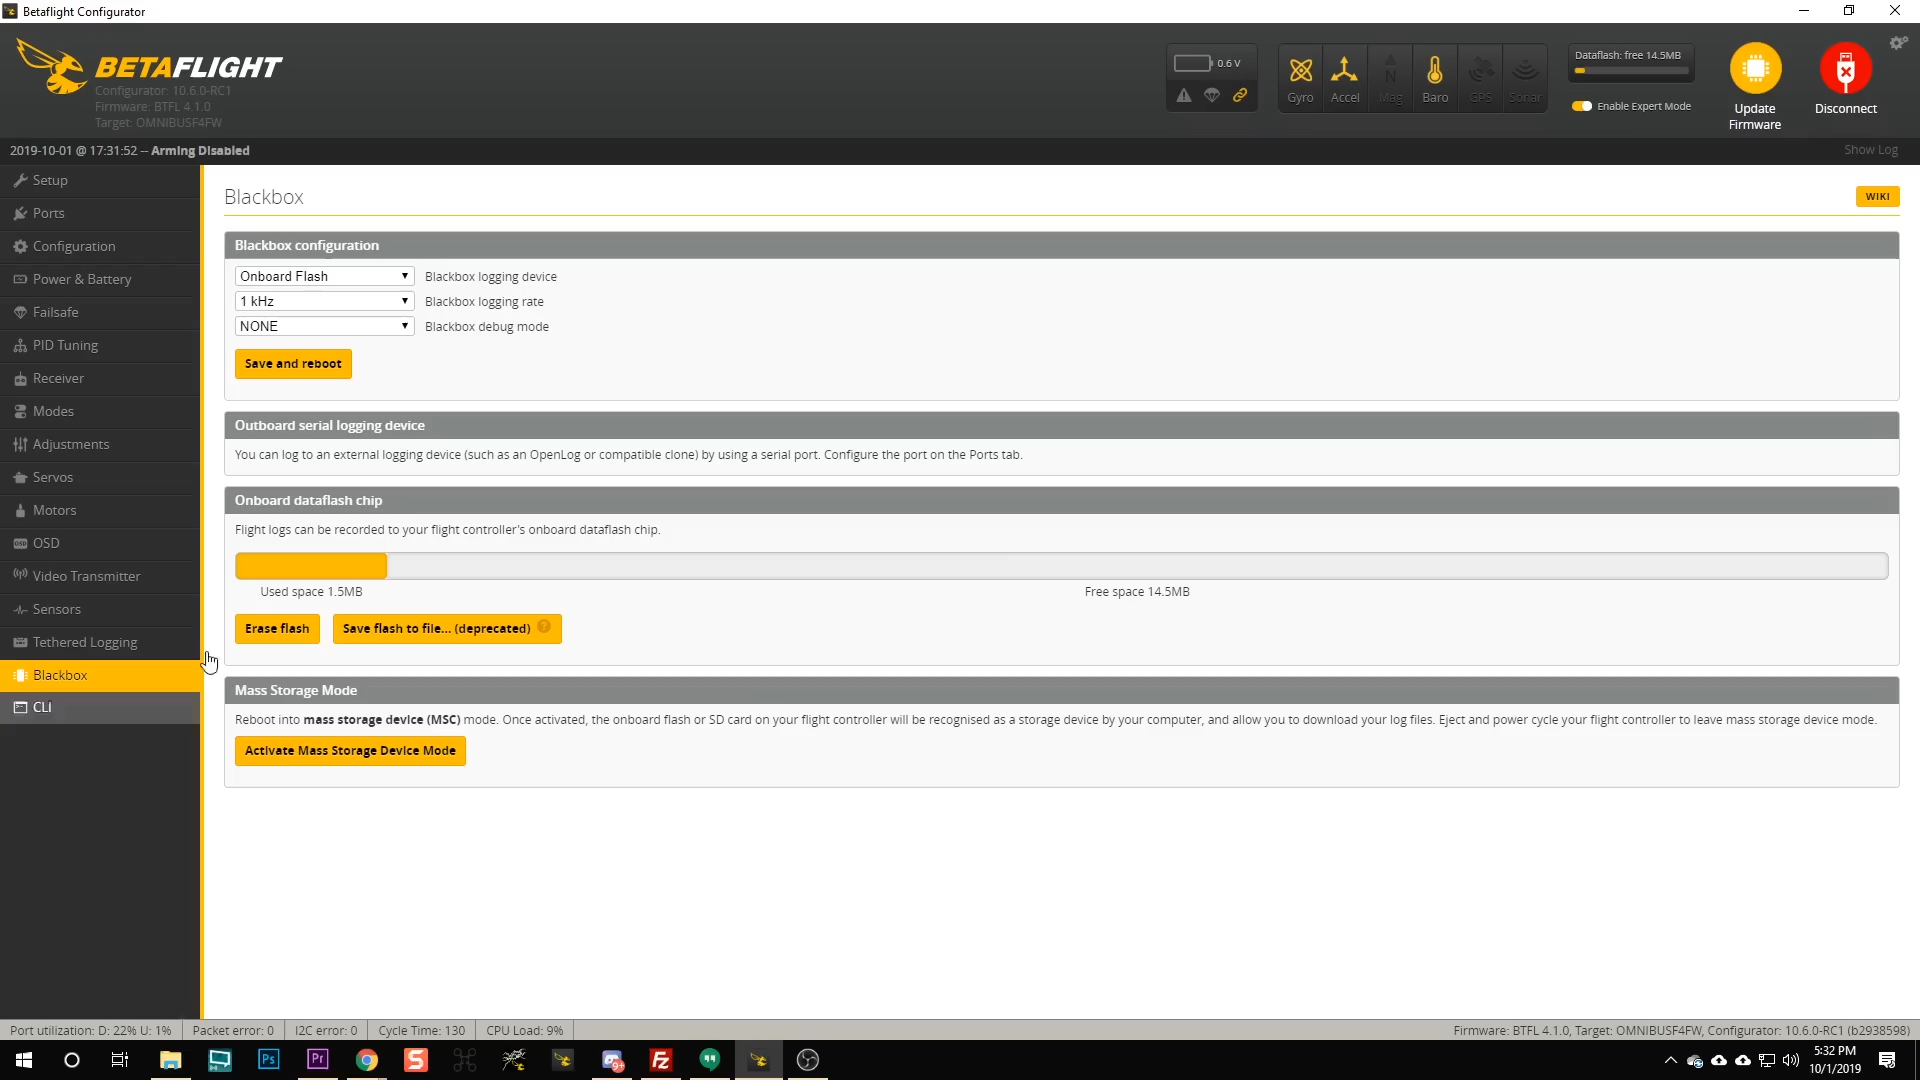 Betaflight Configurator
BETAFLIGHT
Configurator: 10.6.0-RC1
Firmware: BTFL 4.1.0
Target: OMNIBUSF4FW
0.6 V
Gyro
Accel
Mag
Baro
GPS
Sonar
Dataflash: free 14.5MB
Enable Expert Mode
Update
Firmware
Disconnect
2019-10-01 @ 17:31:52 -- Arming Disabled
Show Log
Setup
Ports
Configuration
Power & Battery
Failsafe
PID Tuning
Receiver
Modes
Adjustments
Servos
Motors
OSD
Video Transmitter
Sensors
Tethered Logging
Blackbox
CLI
Blackbox
WIKI
Blackbox configuration
Onboard Flash Blackbox logging device
1 kHz Blackbox logging rate
NONE Blackbox debug mode
Save and reboot
Outboard serial logging device
You can log to an external logging device (such as an OpenLog or compatible clone) by using a serial port. Configure the port on the Ports tab.
Onboard dataflash chip
Flight logs can be recorded to your flight controller's onboard dataflash chip.
Used space 1.5MB
Free space 14.5MB
Erase flash
Save flash to file... (deprecated) ?
Mass Storage Mode
Reboot into mass storage device (MSC) mode. Once activated, the onboard flash or SD card on your flight controller will be recognised as a storage device by your computer, and allow you to download your log files. Eject and power cycle your flight controller to leave mass storage device mode.
Activate Mass Storage Device Mode
Port utilization: D: 22% U: 1%
Packet error: 0
I2C error: 0
Cycle Time: 130
CPU Load: 9%
Firmware: BTFL 4.1.0, Target: OMNIBUSF4FW, Configurator: 10.6.0-RC1 (b2938598)
Ps
Pr
S
9+
FZ
5:32 PM
10/1/2019